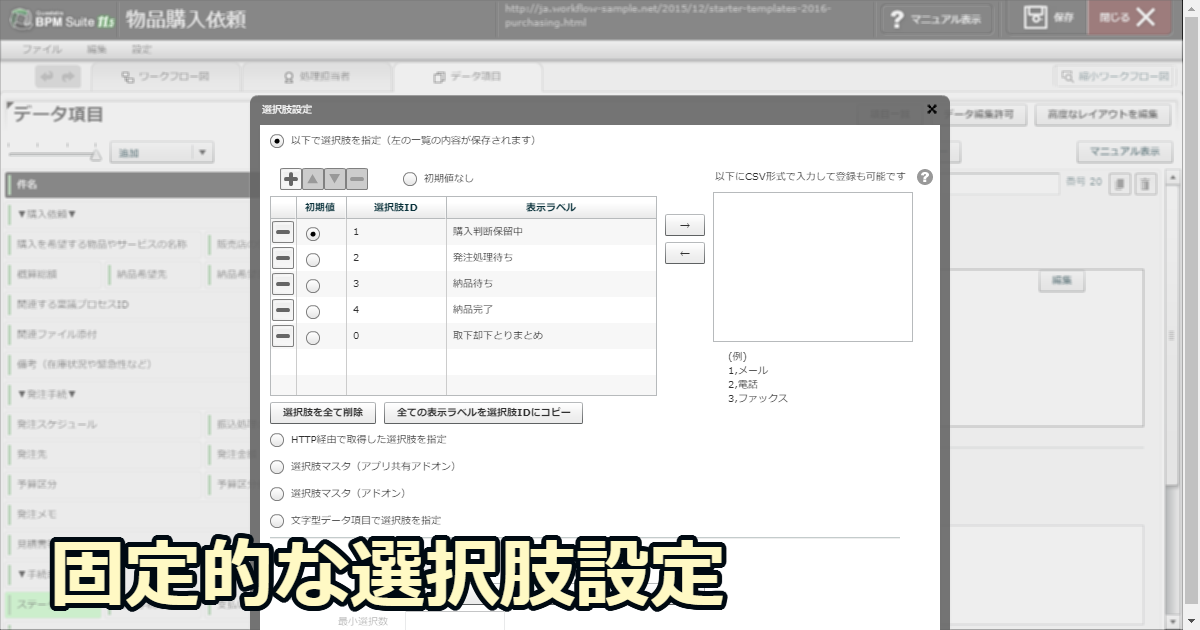 BPM Suite 11s 物品購入依頼
http://ja.workflow-sample.net/2015/12/starter-templates-2016-purchasing.html
マニュアル表示
保存
閉じる
ファイル 編集 設定
ワークフロー図 処理担当者 データ項目
縮小ワークフロー図
データ項目
データ編集許可
高度なレイアウトを編集
追加
マニュアル表示
件名
番号 20
▼購入依頼▼
購入を希望する物品やサービスの名称
概算総額 納品希望先
関連する稟議プロセスID
関連ファイル添付
備考（在庫状況や緊急性など）
▼発注手続▼
発注スケジュール
発注先
予算区分
発注メモ
編集
選択肢設定
以下で選択肢を指定（左の一覧の内容が保存されます）
初期値なし
以下にCSV形式で入力して登録も可能です
初期値 選択肢ID 表示ラベル
1 購入判断保留中
2 発注処理待ち
3 納品待ち
4 納品完了
0 取下却下とりまとめ
→
←
(例)
1,メール
2,電話
3,ファックス
選択肢を全て削除 全ての表示ラベルを選択肢IDにコピー
HTTP経由で取得した選択肢を指定
選択肢マスタ（アプリ共有アドオン）
選択肢マスタ（アドオン）
文字型データ項目で選択肢を指定
固定的な選択肢設定
最小選択数